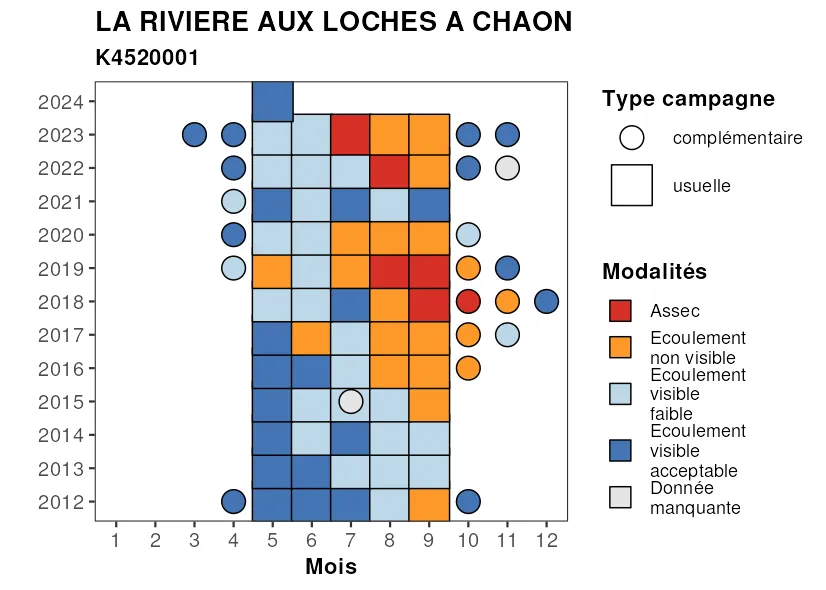 LA RIVIERE AUX LOCHES A CHAON
K4520001
2024
2023
2022
2021
2020
2019
2018
2017
2016
2015
2014
2013
2012
1 2 3 4 5 6 7 8 9 10 11 12
Mois
Type campagne
complémentaire
usuelle
Modalités
Assec
Ecoulement
non visible
Ecoulement
visible
faible
Ecoulement
visible
acceptable
Donnée
manquante